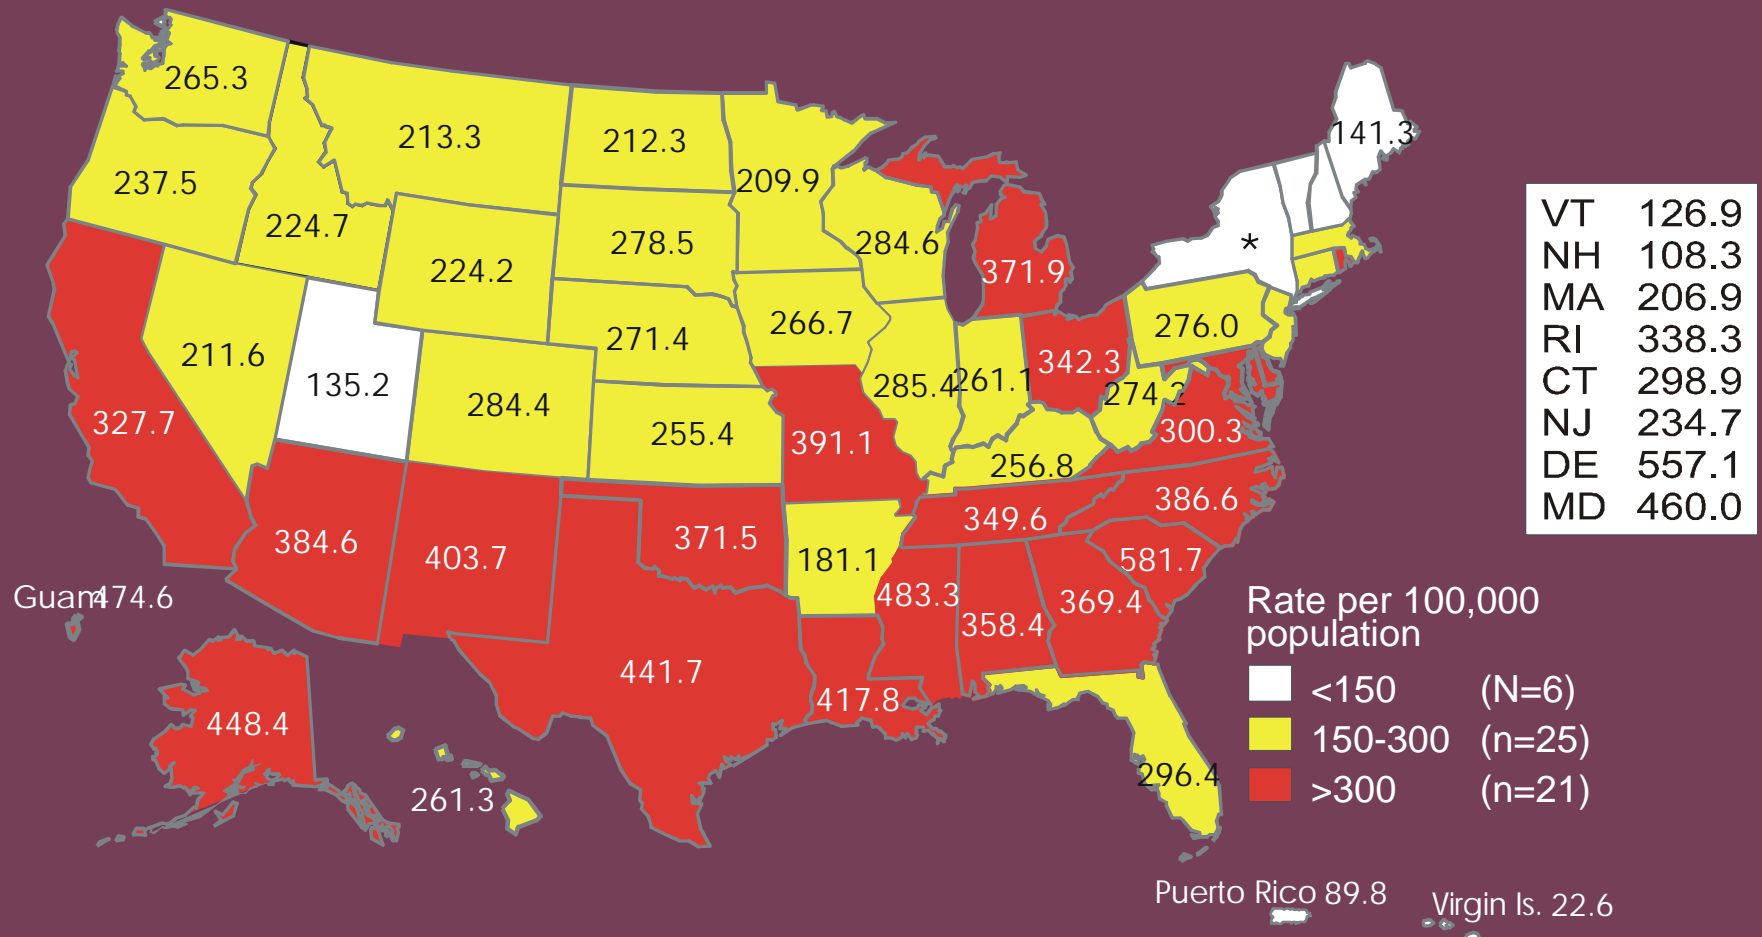 265.3
213.3
212.3
141.3
237.5
209.9
224.7
278.5
284.6
*
224.2
371.9
271.4
266.7
276.0
211.6
342.3
135.2
284.4
285.4
261.1
274.2
327.7
255.4
391.1
300.3
256.8
384.6
403.7
371.5
349.6
386.6
181.1
581.7
483.3
369.4
358.4
Guam 474.6
441.7
417.8
448.4
261.3
296.4
VT 126.9
NH 108.3
MA 206.9
RI 338.3
CT 298.9
NJ 234.7
DE 557.1
MD 460.0
Rate per 100,000
population
<150 (N=6)
150-300 (n=25)
>300 (n=21)
Puerto Rico 89.8
Virgin Is. 22.6